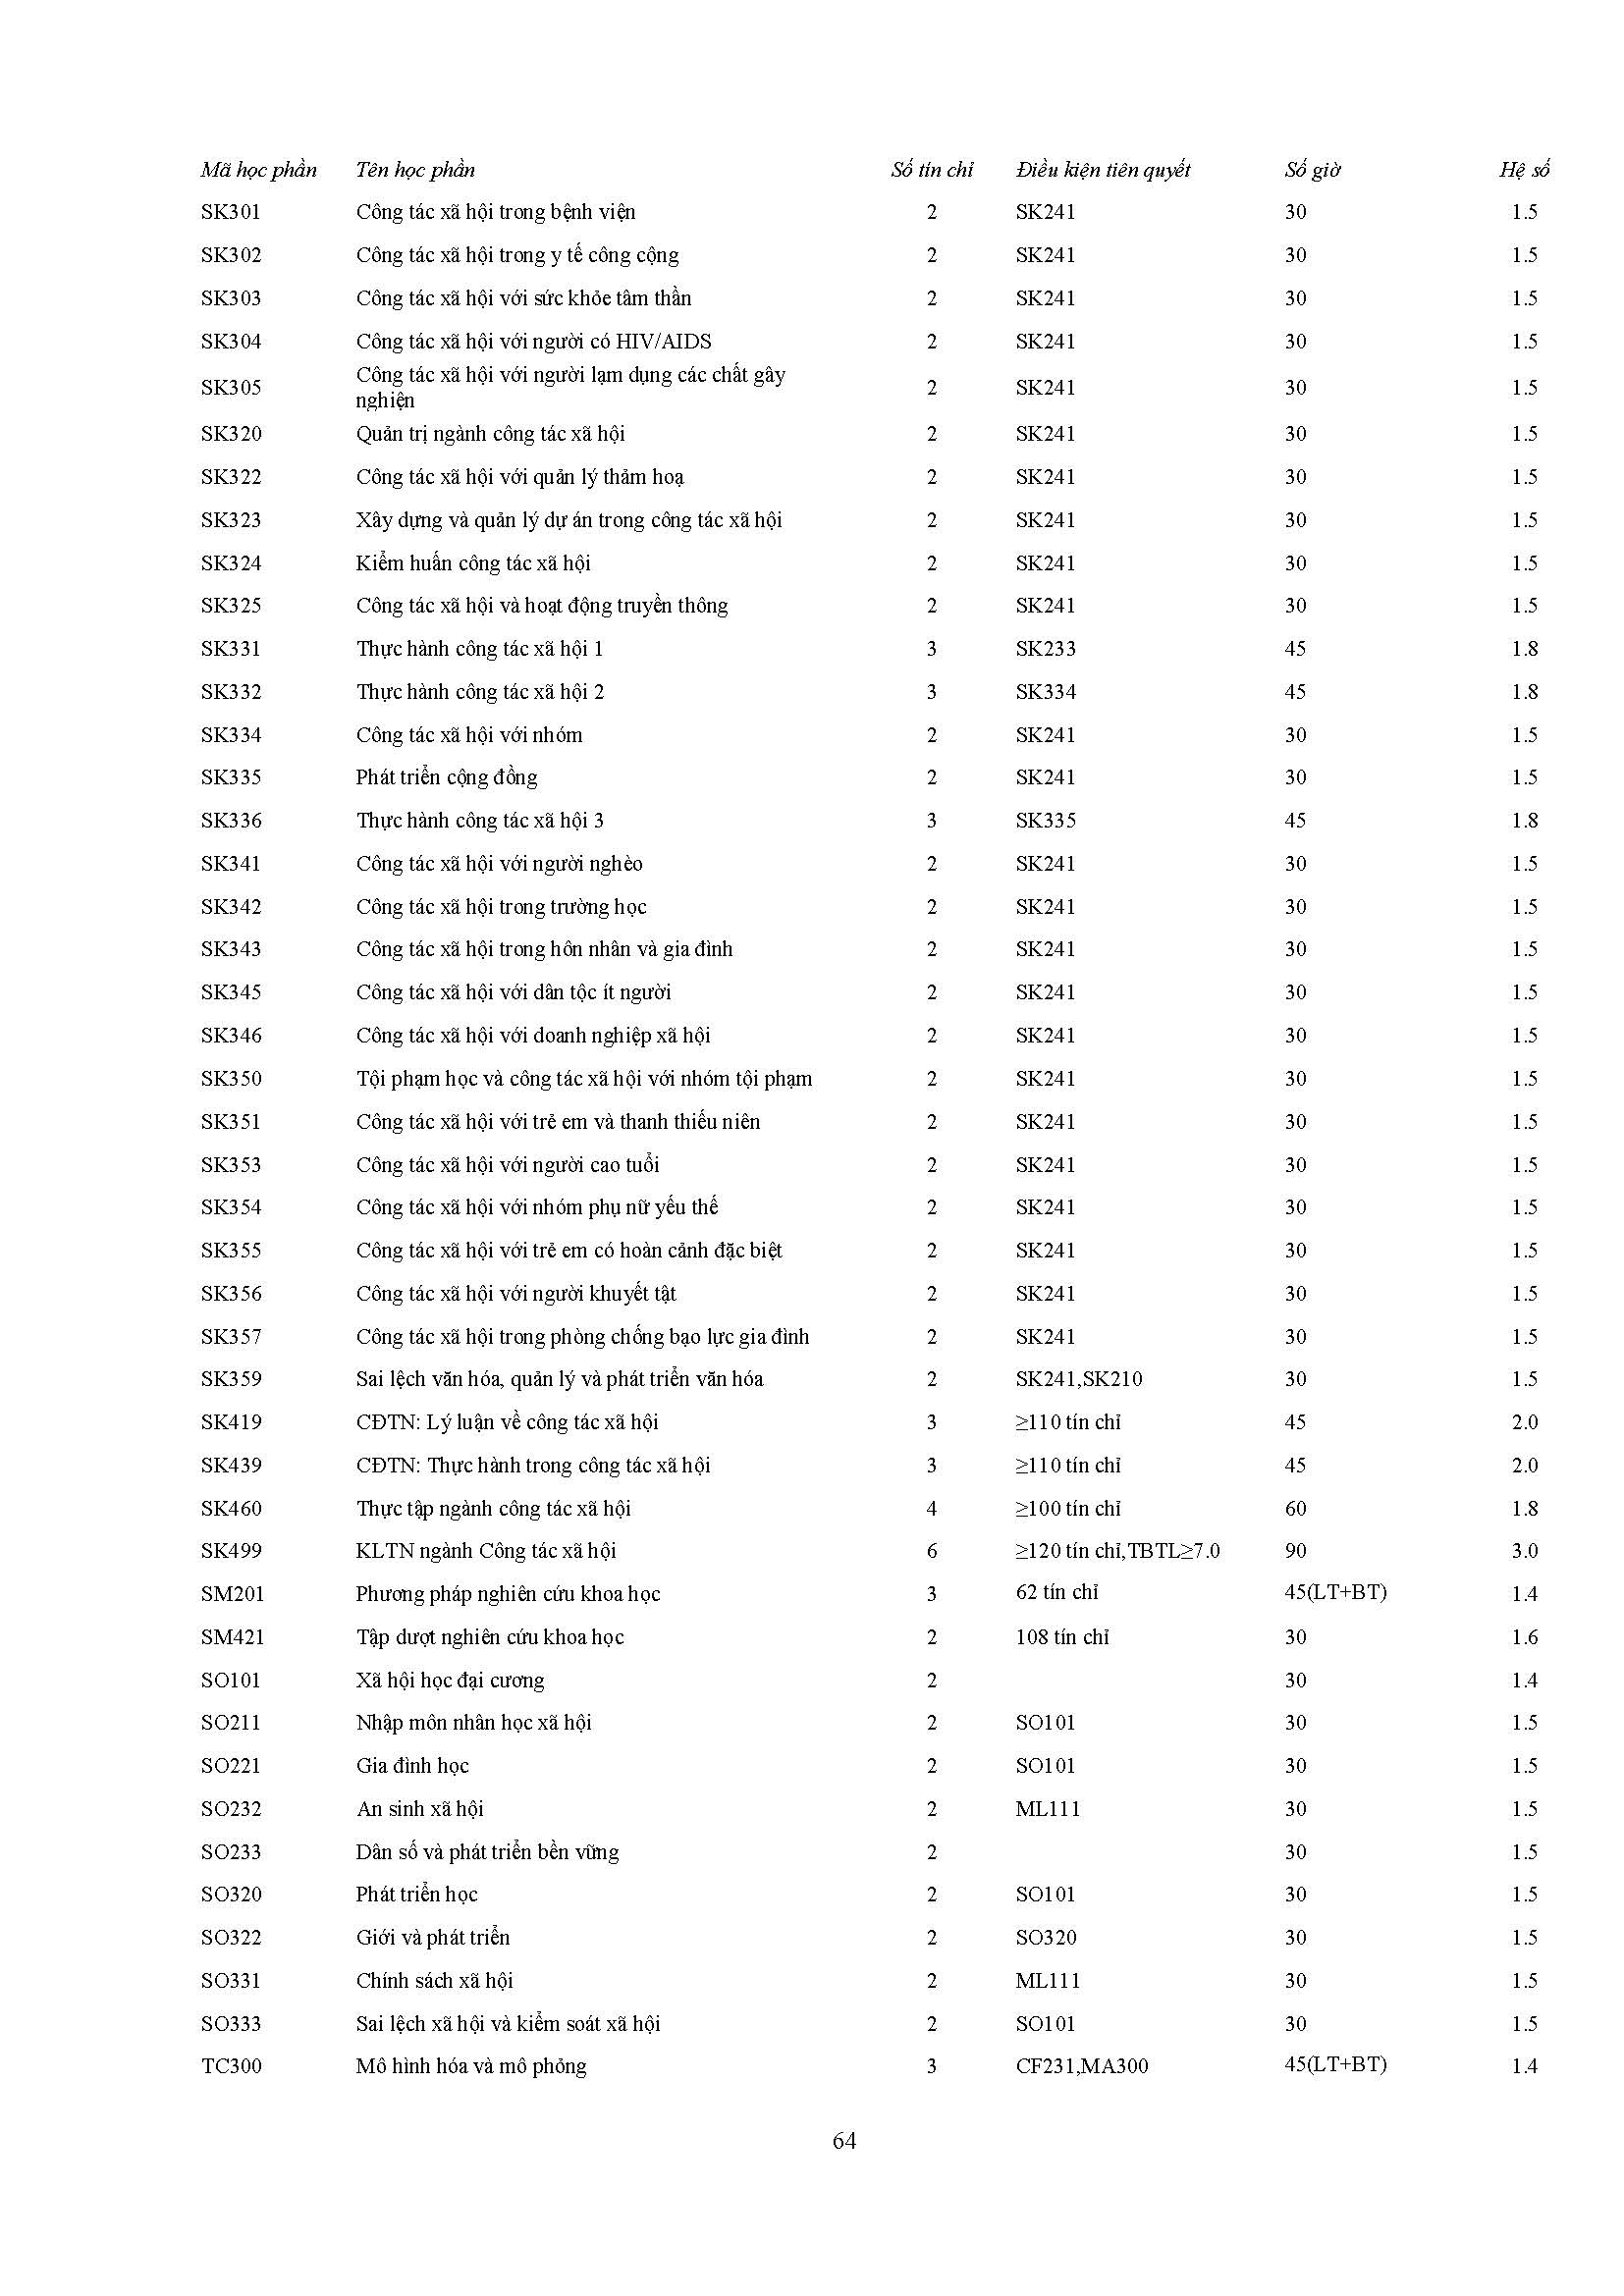 Mã học phần Tên học phần Số tín chỉ Điều kiện tiên quyết Số giờ Hệ số
SK301 Công tác xã hội trong bệnh viện 2 SK241 30 1.5
SK302 Công tác xã hội trong y tế công cộng 2 SK241 30 1.5
SK303 Công tác xã hội với sức khỏe tâm thần 2 SK241 30 1.5
SK304 Công tác xã hội với người có HIV/AIDS 2 SK241 30 1.5
SK305 Công tác xã hội với người lạm dụng các chất gây
nghiện 2 SK241 30 1.5
SK320 Quản trị ngành công tác xã hội 2 SK241 30 1.5
SK322 Công tác xã hội với quản lý thảm hoạ 2 SK241 30 1.5
SK323 Xây dựng và quản lý dự án trong công tác xã hội 2 SK241 30 1.5
SK324 Kiểm huấn công tác xã hội 2 SK241 30 1.5
SK325 Công tác xã hội và hoạt động truyền thông 2 SK241 30 1.5
SK331 Thực hành công tác xã hội 1 3 SK233 45 1.8
SK332 Thực hành công tác xã hội 2 3 SK334 45 1.8
SK334 Công tác xã hội với nhóm 2 SK241 30 1.5
SK335 Phát triển cộng đồng 2 SK241 30 1.5
SK336 Thực hành công tác xã hội 3 3 SK335 45 1.8
SK341 Công tác xã hội với người nghèo 2 SK241 30 1.5
SK342 Công tác xã hội trong trường học 2 SK241 30 1.5
SK343 Công tác xã hội trong hôn nhân và gia đình 2 SK241 30 1.5
SK345 Công tác xã hội với dân tộc ít người 2 SK241 30 1.5
SK346 Công tác xã hội với doanh nghiệp xã hội 2 SK241 30 1.5
SK350 Tội phạm học và công tác xã hội với nhóm tội phạm 2 SK241 30 1.5
SK351 Công tác xã hội với trẻ em và thanh thiếu niên 2 SK241 30 1.5
SK353 Công tác xã hội với người cao tuổi 2 SK241 30 1.5
SK354 Công tác xã hội với nhóm phụ nữ yếu thế 2 SK241 30 1.5
SK355 Công tác xã hội với trẻ em có hoàn cảnh đặc biệt 2 SK241 30 1.5
SK356 Công tác xã hội với người khuyết tật 2 SK241 30 1.5
SK357 Công tác xã hội trong phòng chống bạo lực gia đình 2 SK241 30 1.5
SK359 Sai lệch văn hóa, quản lý và phát triển văn hóa 2 SK241,SK210 30 1.5
SK419 CĐTN: Lý luận về công tác xã hội 3 ≥110 tín chỉ 45 2.0
SK439 CĐTN: Thực hành trong công tác xã hội 3 ≥110 tín chỉ 45 2.0
SK460 Thực tập ngành công tác xã hội 4 ≥100 tín chỉ 60 1.8
SK499 KLTN ngành Công tác xã hội 6 ≥120 tín chỉ,TBTL≥7.0 90 3.0
SM201 Phương pháp nghiên cứu khoa học 3 62 tín chỉ 45(LT+BT) 1.4
SM421 Tập dượt nghiên cứu khoa học 2 108 tín chỉ 30 1.6
SO101 Xã hội học đại cương 2 30 1.4
SO211 Nhập môn nhân học xã hội 2 SO101 30 1.5
SO221 Gia đình học 2 SO101 30 1.5
SO232 An sinh xã hội 2 ML111 30 1.5
SO233 Dân số và phát triển bền vững 2 30 1.5
SO320 Phát triển học 2 SO101 30 1.5
SO322 Giới và phát triển 2 SO320 30 1.5
SO331 Chính sách xã hội 2 ML111 30 1.5
SO333 Sai lệch xã hội và kiểm soát xã hội 2 SO101 30 1.5
TC300 Mô hình hóa và mô phỏng 3 CF231,MA300 45(LT+BT) 1.4
64